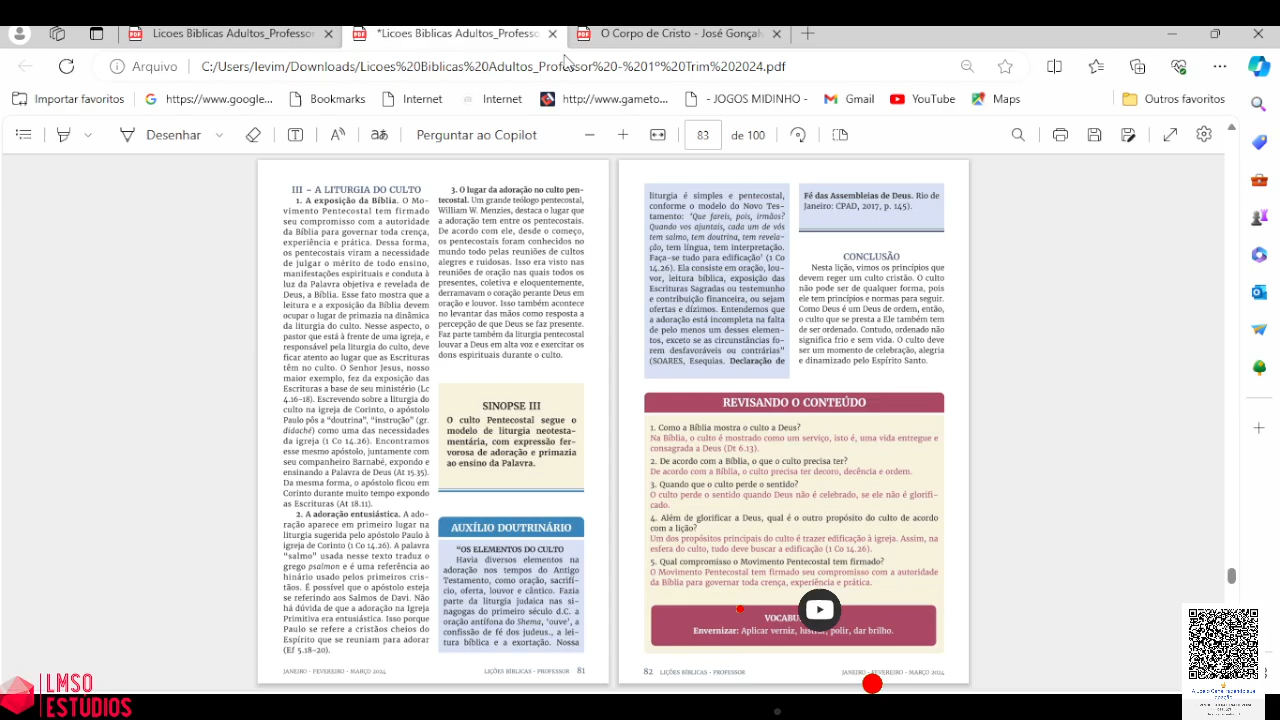 Licoes Biblicas Adultos_Professor
*Licoes Biblicas Adultos_Professo
O Corpo de Cristo - José Gonçalv
Arquivo
C:/Users/levim/Downloads/Licoes%20Biblicas%20Adultos_Professor%20-%201º%20Trim%202024.pdf
Importar favoritos
https://www.google...
Bookmarks
Internet
Internet
http://www.gameto...
- JOGOS MIDINHO -
Gmail
YouTube
Maps
Outros favoritos
Desenhar
Perguntar ao Copilot
83
de 100
III – A LITURGIA DO CULTO
1. A exposição da Bíblia. O Mo-
vimento Pentecostal tem firmado
seu compromisso com a autoridade
da Bíblia para governar toda crença,
experiência e prática. Dessa forma,
os pentecostais viram a necessidade
de julgar o mérito de todo ensino,
manifestações espirituais e conduta à
luz da Palavra objetiva e revelada de
Deus, a Bíblia. Esse fato mostra que a
leitura e a exposição da Bíblia devem
ocupar o lugar de primazia na dinâmica
da liturgia do culto. Nesse aspecto, o
pastor que está à frente de uma igreja, e
responsável pela liturgia do culto, deve
ficar atento ao lugar que as Escrituras
têm no culto. O Senhor Jesus, nosso
maior exemplo, fez da exposição das
Escrituras a base de seu ministério (Lc
4.16-18). Escrevendo sobre a liturgia do
culto na igreja de Corinto, o apóstolo
Paulo pôs a “doutrina”, “instrução” (gr.
didaché) como uma das necessidades
da igreja (1 Co 14.26). Encontramos
esse mesmo apóstolo, juntamente com
seu companheiro Barnabé, expondo e
ensinando a Palavra de Deus (At 15.35).
Da mesma forma, o apóstolo ficou em
Corinto durante muito tempo expondo
as Escrituras (At 18.11).
2. A adoração entusiástica. A ado-
ração aparece em primeiro lugar na
liturgia sugerida pelo apóstolo Paulo à
igreja de Corinto (1 Co 14.26). A palavra
“salmo” usada nesse texto traduz o
grego psalmon e é uma referência ao
hinário usado pelos primeiros cris-
tãos. É possível que o apóstolo esteja
se referindo aos Salmos de Davi. Não
há dúvida de que a adoração na Igreja
Primitiva era entusiástica. Isso porque
Paulo se refere a cristãos cheios do
Espírito que se reuniam para adorar
(Ef 5.18-20).
3. O lugar da adoração no culto pen-
tecostal. Um grande teólogo pentecostal,
William W. Menzies, destaca o lugar que
a adoração tem entre os pentecostais.
De acordo com ele, desde o começo,
os pentecostais foram conhecidos no
mundo todo pelas reuniões de cultos
alegres e ruidosas. Isso era visto nas
reuniões de oração nas quais todos os
presentes, coletiva e eloquentemente,
derramavam o coração perante Deus em
oração e louvor. Isso também acontece
no levantar das mãos como resposta a
percepção de que Deus se faz presente.
Faz parte também da liturgia pentecostal
louvar a Deus em alta voz e exercitar os
dons espirituais durante o culto.
SINOPSE III
O culto Pentecostal segue o
modelo de liturgia neotesta-
mentária, com expressão fer-
vorosa de adoração e primazia
ao ensino da Palavra.
AUXÍLIO DOUTRINÁRIO
“OS ELEMENTOS DO CULTO
Havia diversos elementos na
adoração nos tempos do Antigo
Testamento, como oração, sacrifí-
cio, oferta, louvor e cântico. Fazia
parte da liturgia judaica nas si-
nagogas do primeiro século d.C. a
oração antífona do Shema, ‘ouve’, a
confissão de fé dos judeus., a lei-
tura bíblica e a exortação. Nossa
JANEIRO · FEVEREIRO · MARÇO 2024
LIÇÕES BÍBLICAS · PROFESSOR 81
liturgia é simples e pentecostal,
conforme o modelo do Novo Tes-
tamento: ‘Que fareis, pois, irmãos?
Quando vos ajuntais, cada um de vós
tem salmo, tem doutrina, tem revela-
ção, tem língua, tem interpretação.
Faça-se tudo para edificação’ (1 Co
14.26). Ela consiste em oração, lou-
vor, leitura bíblica, exposição das
Escrituras Sagradas ou testemunho
e contribuição financeira, ou sejam
ofertas e dízimos. Entendemos que
a adoração está incompleta na falta
de pelo menos um desses elemen-
tos, exceto se as circunstâncias fo-
rem desfavoráveis ou contrárias”
(SOARES, Esequias. Declaração de
Fé das Assembleias de Deus. Rio de
Janeiro: CPAD, 2017, p. 145).
CONCLUSÃO
Nesta lição, vimos os princípios que
devem reger um culto cristão. O culto
não pode ser de qualquer forma, pois
ele tem princípios e normas para seguir.
Como Deus é um Deus de ordem, então,
o culto que se presta a Ele também tem
de ser ordenado. Contudo, ordenado não
significa frio e sem vida. O culto deve
ser um momento de celebração, alegria
e dinamizado pelo Espírito Santo.
REVISANDO O CONTEÚDO
1. Como a Bíblia mostra o culto a Deus?
Na Bíblia, o culto é mostrado como um serviço, isto é, uma vida entregue e
consagrada a Deus (Dt 6.13).
2. De acordo com a Bíblia, o que o culto precisa ter?
De acordo com a Bíblia, o culto precisa ter decoro, decência e ordem.
3. Quando que o culto perde o sentido?
O culto perde o sentido quando Deus não é celebrado, se ele não é glorifi-
cado.
4. Além de glorificar a Deus, qual é o outro propósito do culto de acordo
com a lição?
Um dos propósitos principais do culto é trazer edificação à igreja. Assim, na
esfera do culto, tudo deve buscar a edificação (1 Co 14.26).
5. Qual compromisso o Movimento Pentecostal tem firmado?
O Movimento Pentecostal tem firmado seu compromisso com a autoridade
da Bíblia para governar toda crença, experiência e prática.
VOCABU
Envernizar: Aplicar verniz, lustrar, polir, dar brilho.
82 LIÇÕES BÍBLICAS · PROFESSOR
JANEIRO · FEVEREIRO · MARÇO 2024
LMSO
ESTUDIOS